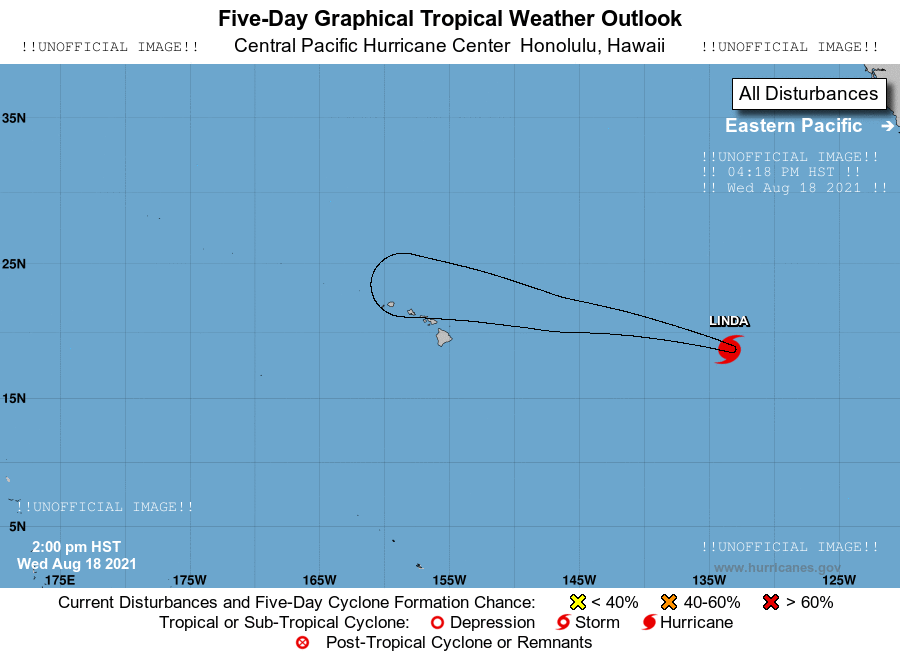 Five-Day Graphical Tropical Weather Outlook
!!UNOFFICIAL IMAGE!! Central Pacific Hurricane Center Honolulu, Hawaii !!UNOFFICIAL IMAGE!!
All Disturbances
35N
Eastern Pacific →
!!UNOFFICIAL IMAGE!!
!! 04:18 PM HST !!
!! Wed Aug 18 2021 !!
25N
LINDA
15N
!!UNOFFICIAL IMAGE!!
5N
2:00 pm HST
Wed Aug 18 2021
!!UNOFFICIAL IMAGE!!
www.hurricanes.gov
175E 175W 165W 155W 145W 135W 125W
Current Disturbances and Five-Day Cyclone Formation Chance: < 40% 40-60% > 60%
Tropical or Sub-Tropical Cyclone: Depression Storm Hurricane
Post-Tropical Cyclone or Remnants